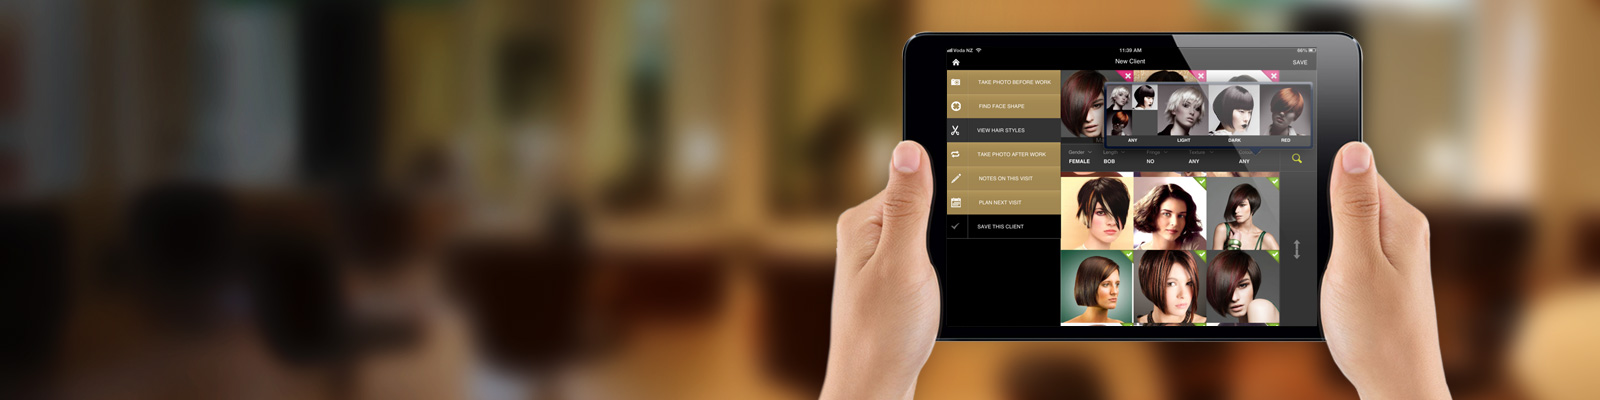 Voda NZ
11:39 AM
New Client
SAVE
TAKE PHOTO BEFORE WORK
FIND FACE SHAPE
VIEW HAIR STYLES
TAKE PHOTO AFTER WORK
NOTES ON THIS VISIT
PLAN NEXT VISIT
SAVE THIS CLIENT
ANY LIGHT DARK RED
Gender Length Fringe Texture
FEMALE BOB NO ANY ANY